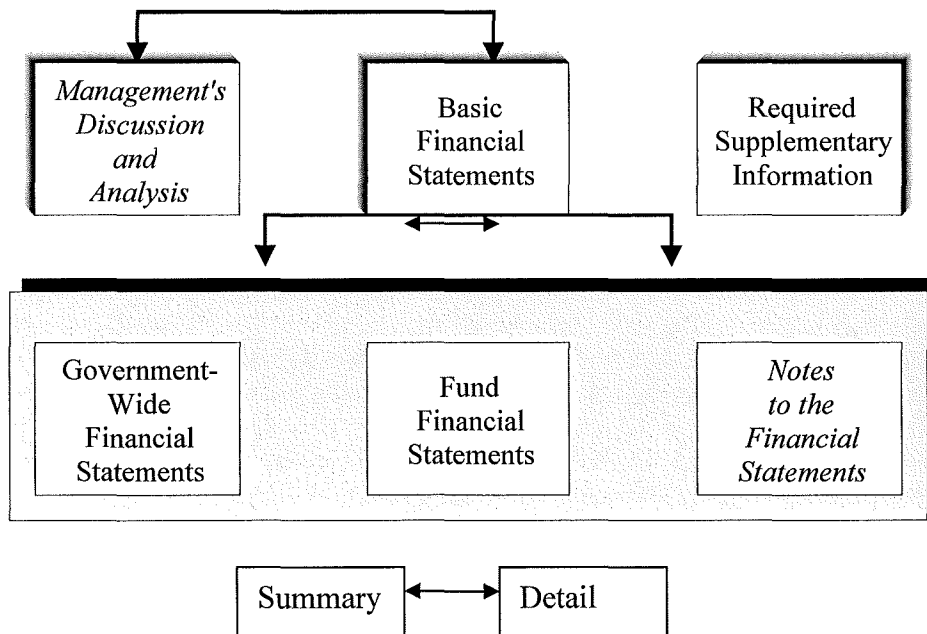 Management's
Discussion
and
Analysis
Basic
Financial
Statements
Required
Supplementary
Information
Government-
Wide
Financial
Statements
Fund
Financial
Statements
Notes
to the
Financial
Statements
Summary
Detail